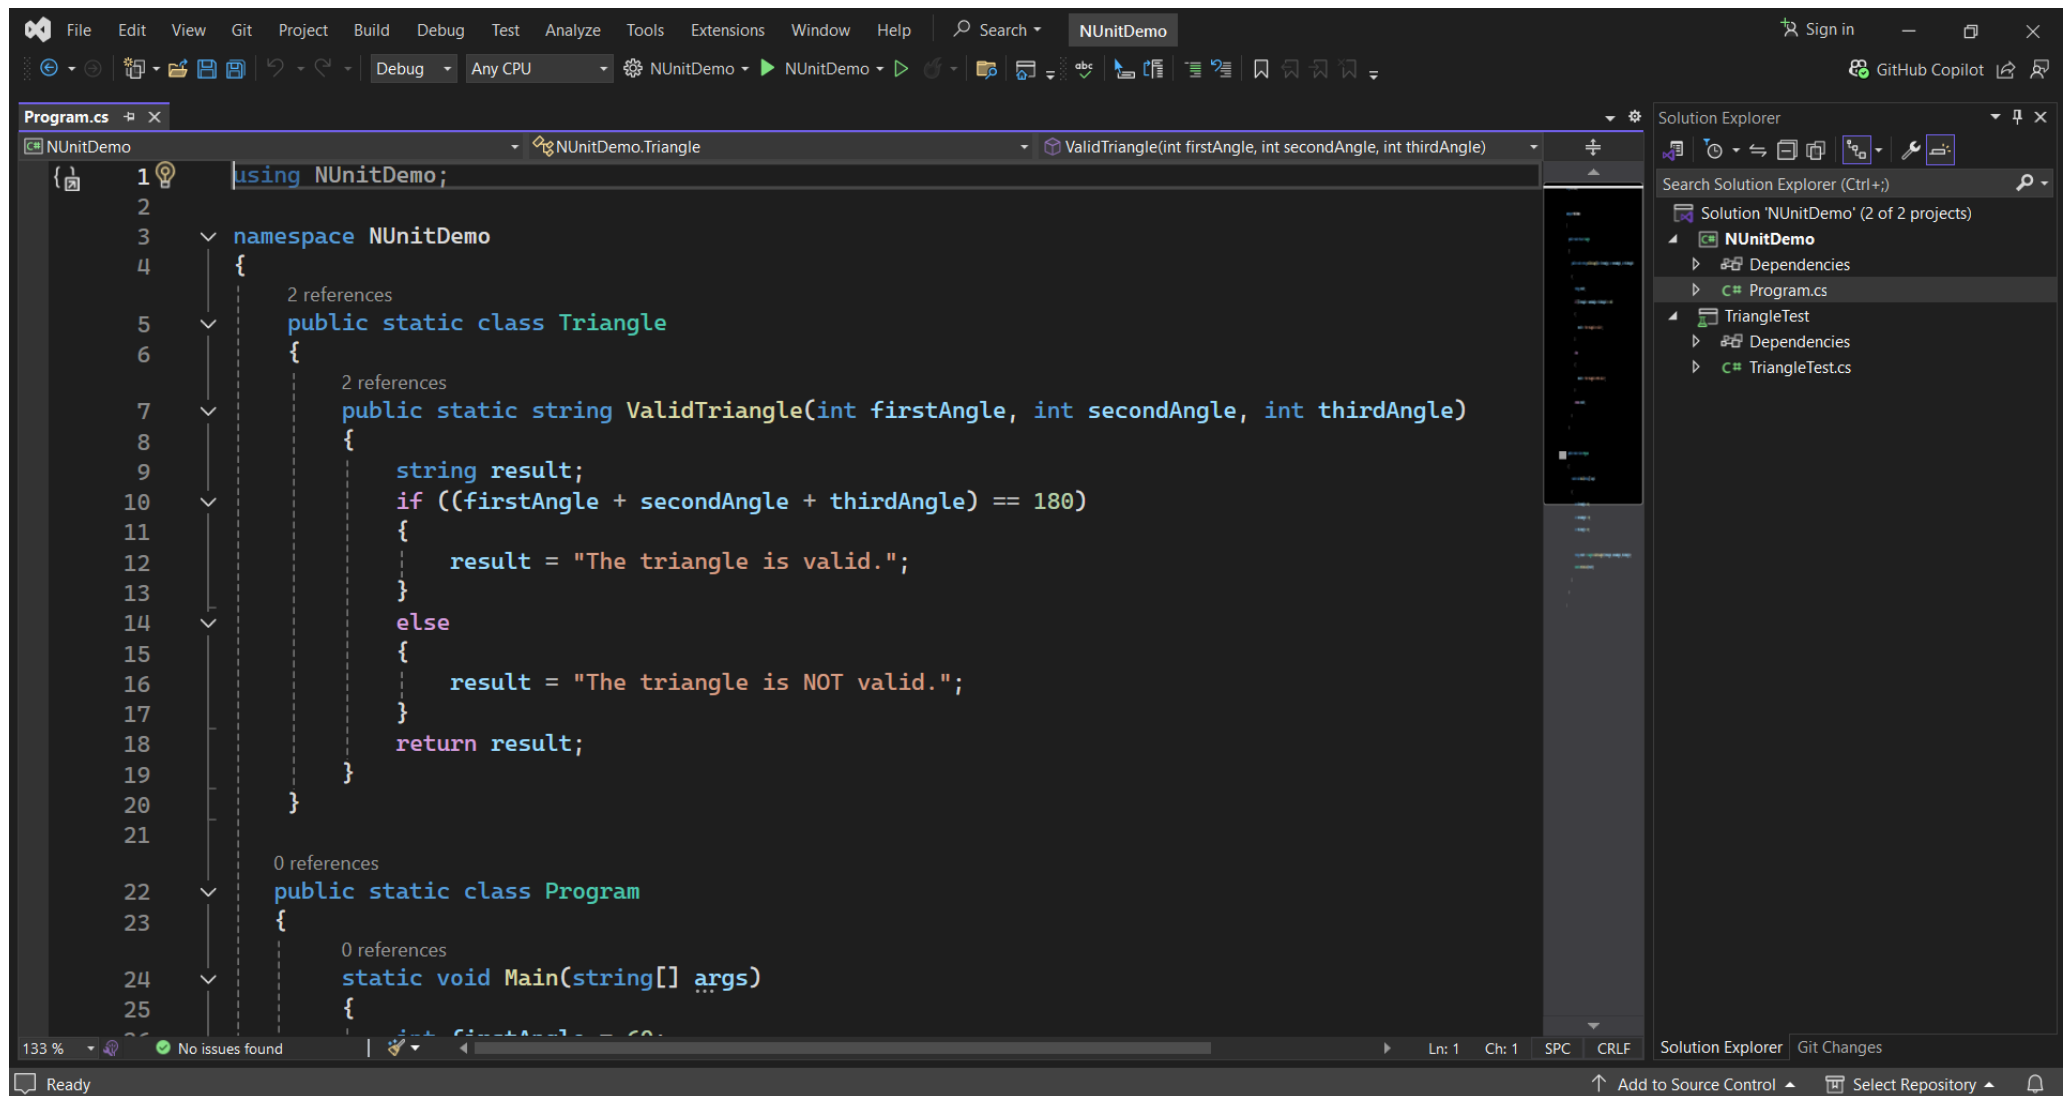 File Edit View Git Project Build Debug Test Analyze Tools Extensions Window Help Search NUnitDemo Sign in
Debug Any CPU NUnitDemo NUnitDemo GitHub Copilot
Program.cs
NUnitDemo NUnitDemo.Triangle ValidTriangle(int firstAngle, int secondAngle, int thirdAngle)
1 using NUnitDemo;
2
3 namespace NUnitDemo
4 {
2 references
5 public static class Triangle
6 {
2 references
7 public static string ValidTriangle(int firstAngle, int secondAngle, int thirdAngle)
8 {
9 string result;
10 if ((firstAngle + secondAngle + thirdAngle) == 180)
11 {
12 result = "The triangle is valid.";
13 }
14 else
15 {
16 result = "The triangle is NOT valid.";
17 }
18 return result;
19 }
20 }
21
0 references
22 public static class Program
23 {
0 references
24 static void Main(string[] args)
25 {
133 % No issues found Ln: 1 Ch: 1 SPC CRLF
Solution Explorer
Search Solution Explorer (Ctrl+;)
Solution 'NUnitDemo' (2 of 2 projects)
NUnitDemo
Dependencies
C# Program.cs
TriangleTest
Dependencies
C# TriangleTest.cs
Solution Explorer Git Changes
Ready Add to Source Control Select Repository